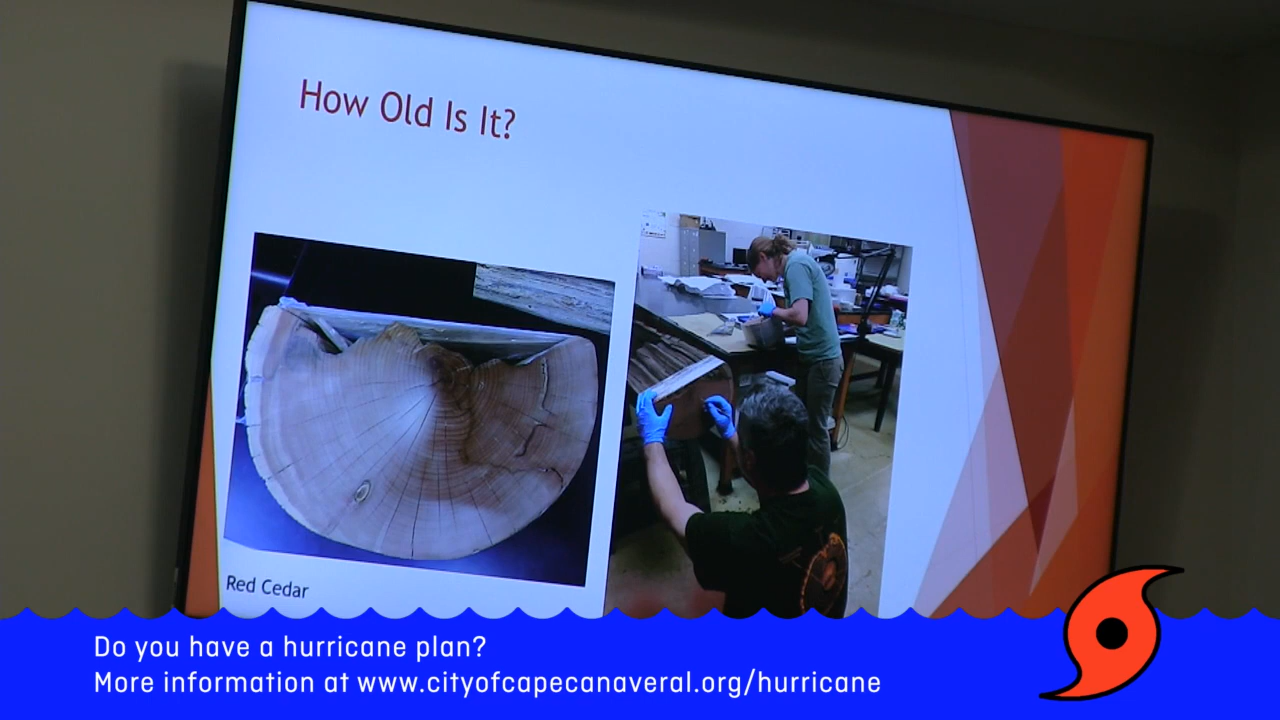 How Old Is It?
Red Cedar
Do you have a hurricane plan?
More information at www.cityofcapecanaveral.org/hurricane